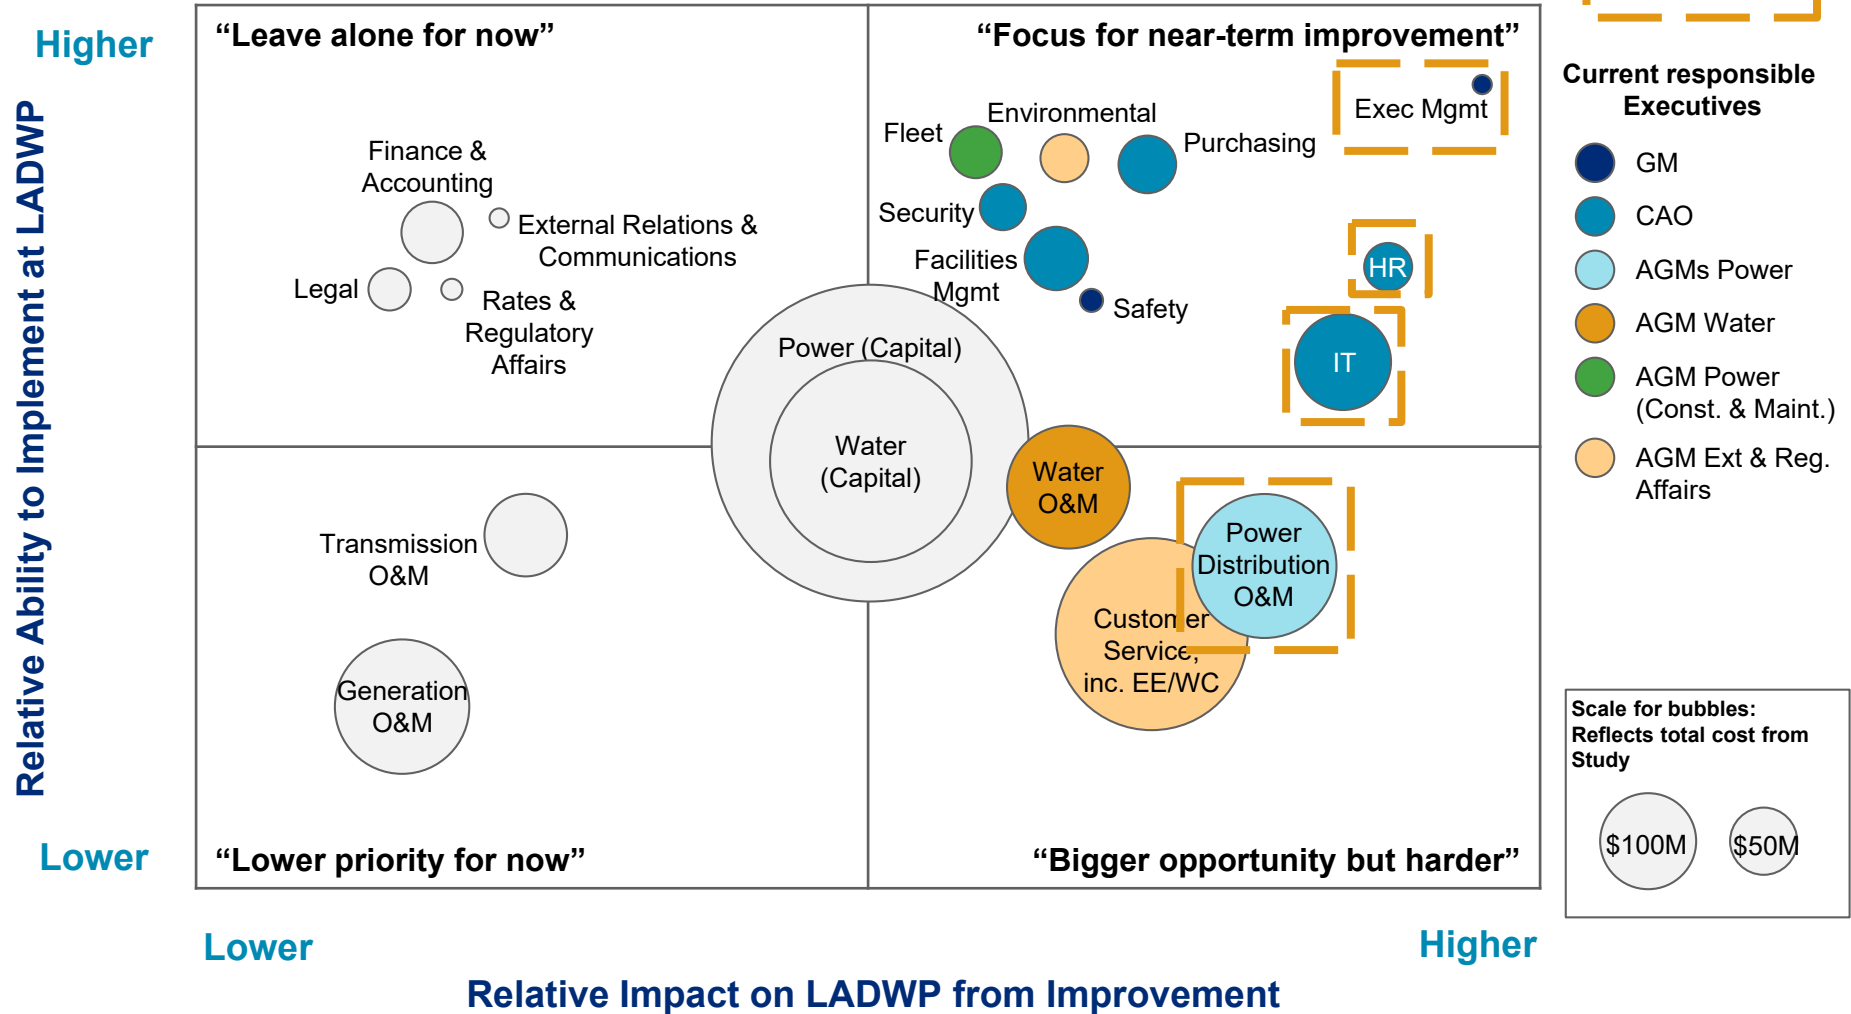 Higher
“Leave alone for now”
“Focus for near-term improvement”
Current responsible
Executives
GM
CAO
AGMs Power
AGM Water
AGM Power
(Const. & Maint.)
AGM Ext & Reg.
Affairs
Exec Mgmt
Environmental
Fleet
Purchasing
Security
Facilities
Mgmt
Safety
HR
IT
Finance &
Accounting
External Relations &
Communications
Legal
Rates &
Regulatory
Affairs
Power (Capital)
Water
(Capital)
Water
O&M
Power
Distribution
O&M
Customer
Service,
inc. EE/WC
Transmission
O&M
Generation
O&M
Relative Ability to Implement at LADWP
Scale for bubbles:
Reflects total cost from
Study
$100M
$50M
Lower
“Lower priority for now”
“Bigger opportunity but harder”
Lower
Higher
Relative Impact on LADWP from Improvement